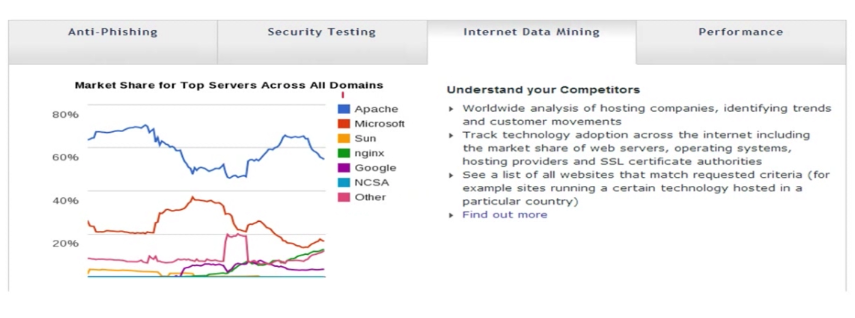 Anti-Phishing
Security Testing
Internet Data Mining
Performance
Market Share for Top Servers Across All Domains
80%
60%
40%
20%
Apache
Microsoft
Sun
nginx
Google
NCSA
Other
Understand your Competitors
Worldwide analysis of hosting companies, identifying trends
and customer movements
Track technology adoption across the internet including
the market share of web servers, operating systems,
hosting providers and SSL certificate authorities
See a list of all websites that match requested criteria (for
example sites running a certain technology hosted in a
particular country)
Find out more